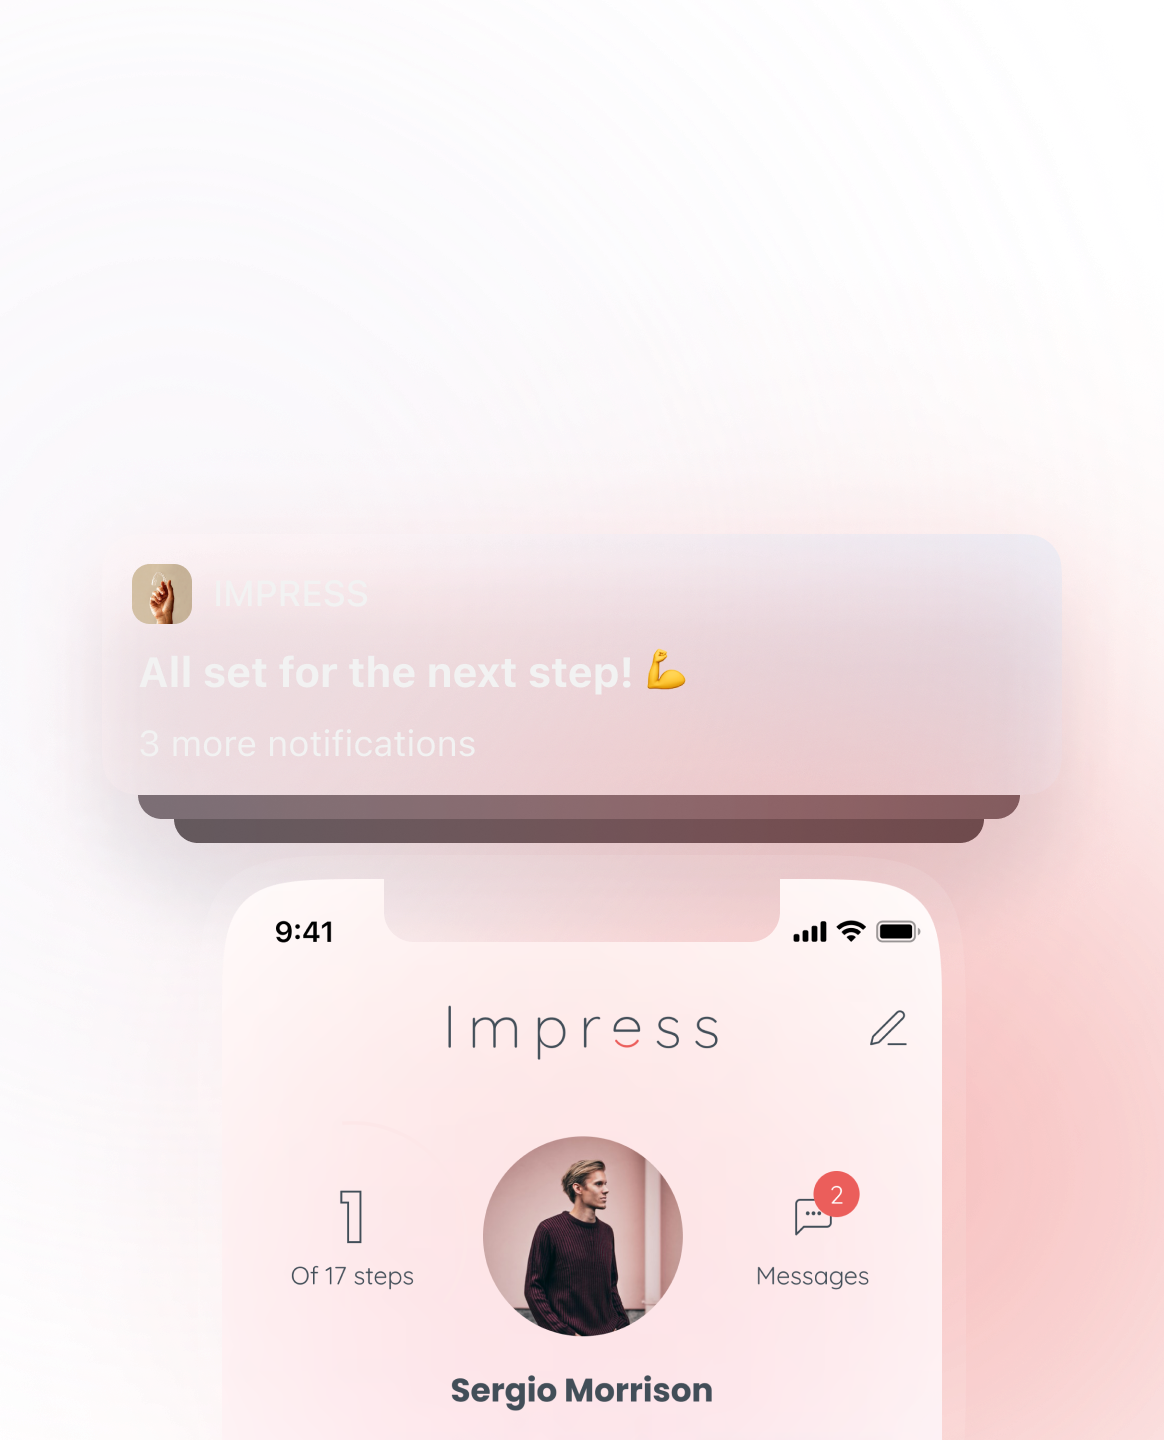 IMPRESS
All set for the next step! 💪
3 more notifications
9:41
Impress
1
Of 17 steps
2
Messages
Sergio Morrison